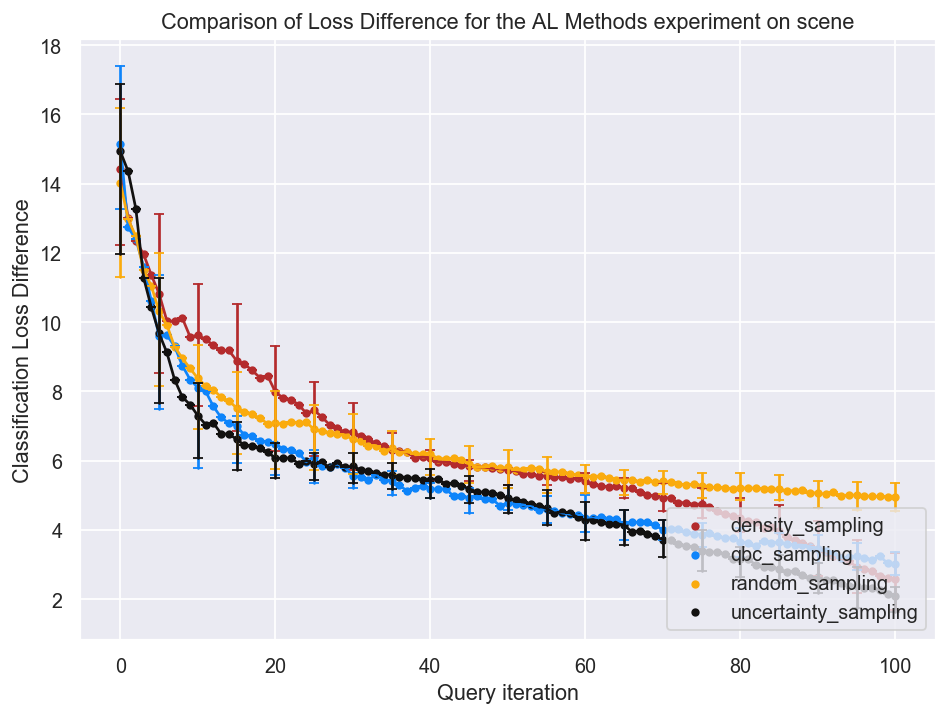 Comparison of Loss Difference for the AL Methods experiment on scene
18
16
14
12
10
8
6
4
2
Classification Loss Difference
density_sampling
qbc_sampling
random_sampling
uncertainty_sampling
0 20 40 60 80 100
Query iteration